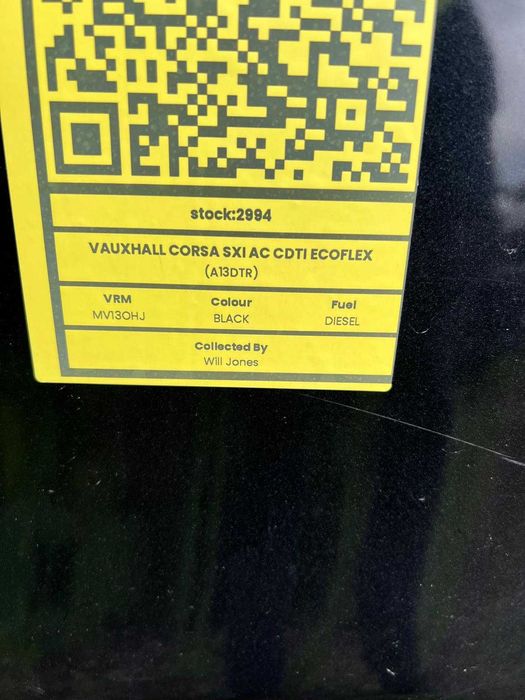 stock:2994
VAUXHALL CORSA SXI AC CDTI ECOFLEX
(A13DTR)
VRM Colour Fuel
MV13OHJ BLACK DIESEL
Collected By
Will Jones